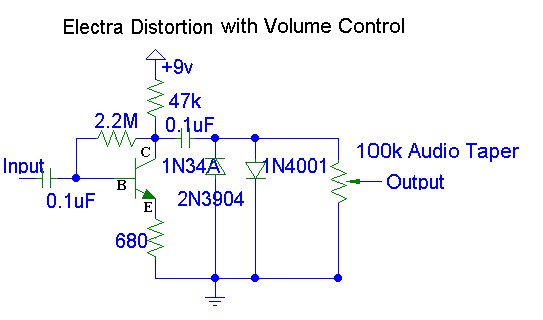 Electra Distortion with Volume Control
+9v
47k
2.2M
0.1uF
C
Input
1N34A
1N4001
100k Audio Taper
B
Output
0.1uF
2N3904
E
680